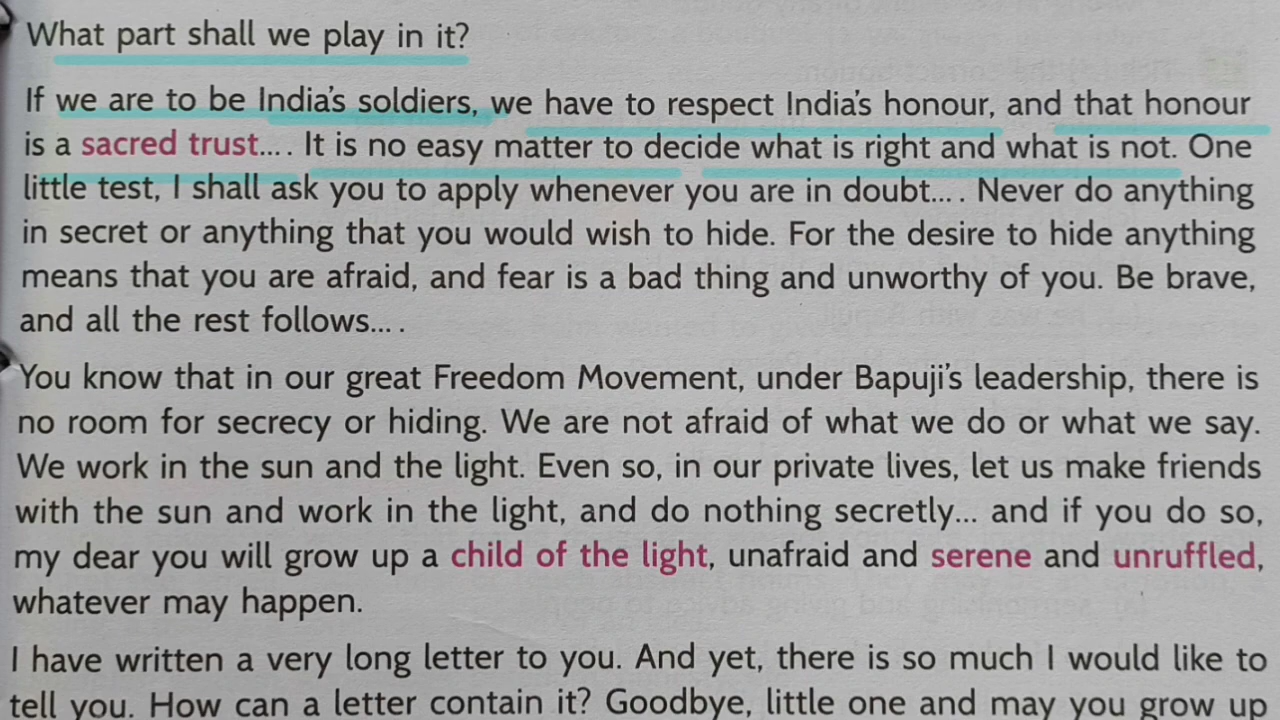 What part shall we play in it?
If we are to be India's soldiers, we have to respect India's honour, and that honour
is a sacred trust.... It is no easy matter to decide what is right and what is not. One
little test, I shall ask you to apply whenever you are in doubt.... Never do anything
in secret or anything that you would wish to hide. For the desire to hide anything
means that you are afraid, and fear is a bad thing and unworthy of you. Be brave,
and all the rest follows....
You know that in our great Freedom Movement, under Bapuji's leadership, there is
no room for secrecy or hiding. We are not afraid of what we do or what we say.
We work in the sun and the light. Even so, in our private lives, let us make friends
with the sun and work in the light, and do nothing secretly... and if you do so,
my dear you will grow up a child of the light, unafraid and serene and unruffled,
whatever may happen.
I have written a very long letter to you. And yet, there is so much I would like to
tell you. How can a letter contain it? Goodbye, little one and may you grow up